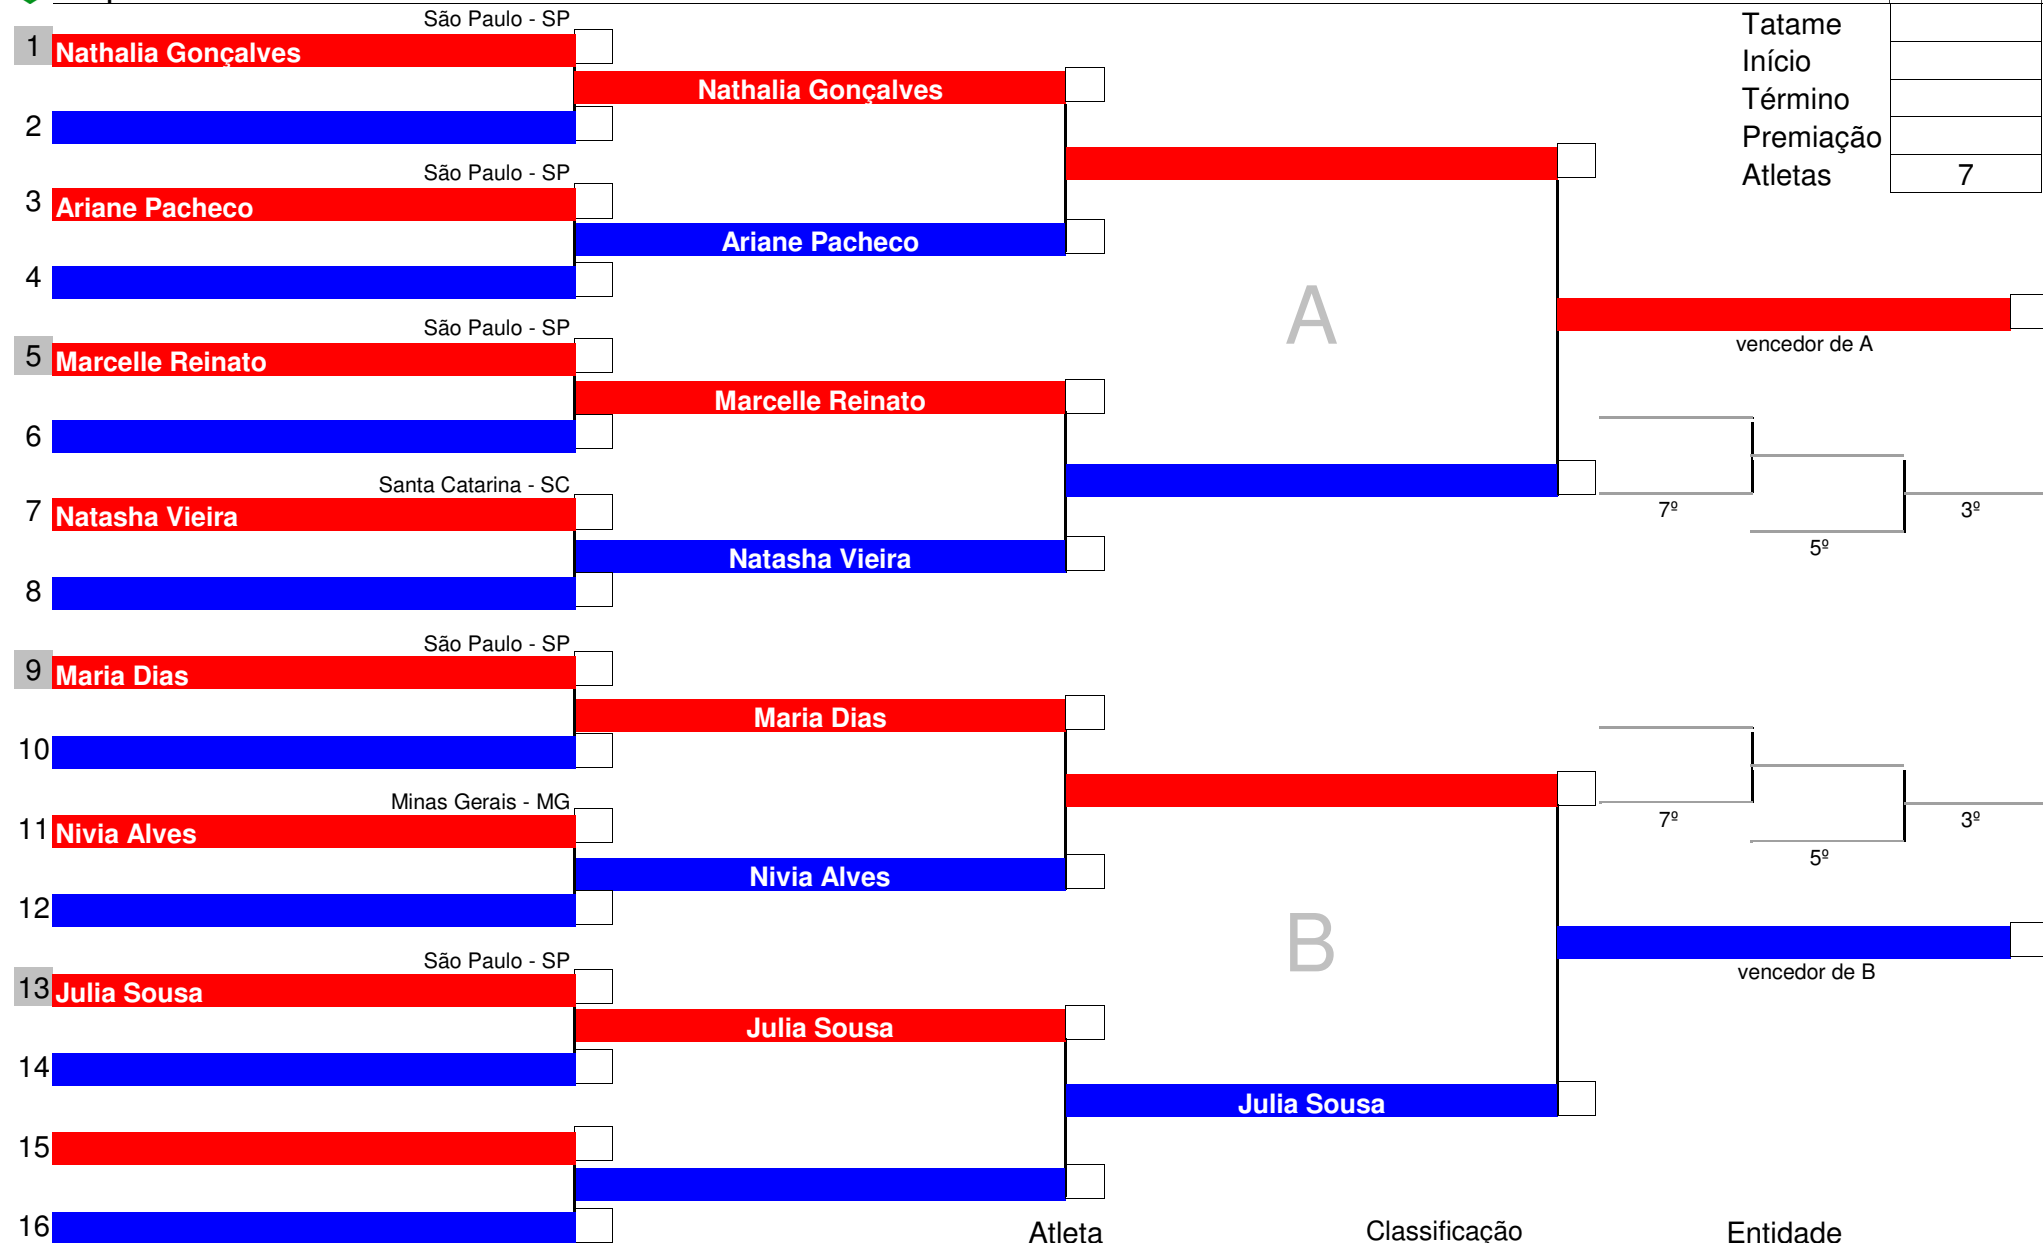 São Paulo - SP
1 Nathalia Gonçalves
Nathalia Gonçalves
2
São Paulo - SP
3 Ariane Pacheco
Ariane Pacheco
4
São Paulo - SP
5 Marcelle Reinato
Marcelle Reinato
6
Santa Catarina - SC
7 Natasha Vieira
Natasha Vieira
8
São Paulo - SP
9 Maria Dias
Maria Dias
10
Minas Gerais - MG
11 Nivia Alves
Nivia Alves
12
São Paulo - SP
13 Julia Sousa
Julia Sousa
14
15
16
A
B
Julia Sousa
Tatame
Início
Término
Premiação
Atletas 7
vencedor de A
7º
3º
5º
7º
3º
5º
vencedor de B
Atleta Classificação Entidade